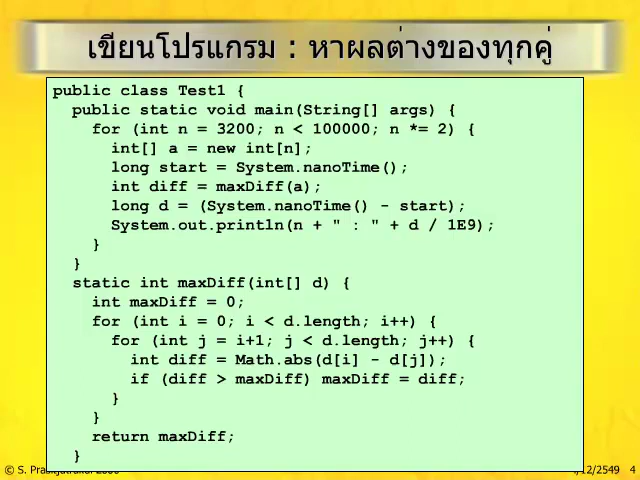 เขียนโปรแกรม : หาผลต่างของทุกคู่
public class Test1 {
  public static void main(String[] args) {
    for (int n = 3200; n < 100000; n *= 2) {
      int[] a = new int[n];
      long start = System.nanoTime();
      int diff = maxDiff(a);
      long d = (System.nanoTime() - start);
      System.out.println(n + " : " + d / 1E9);
    }
  }
  static int maxDiff(int[] d) {
    int maxDiff = 0;
    for (int i = 0; i < d.length; i++) {
      for (int j = i+1; j < d.length; j++) {
        int diff = Math.abs(d[i] - d[j]);
        if (diff > maxDiff) maxDiff = diff;
      }
    }
    return maxDiff;
  }
© S. 4